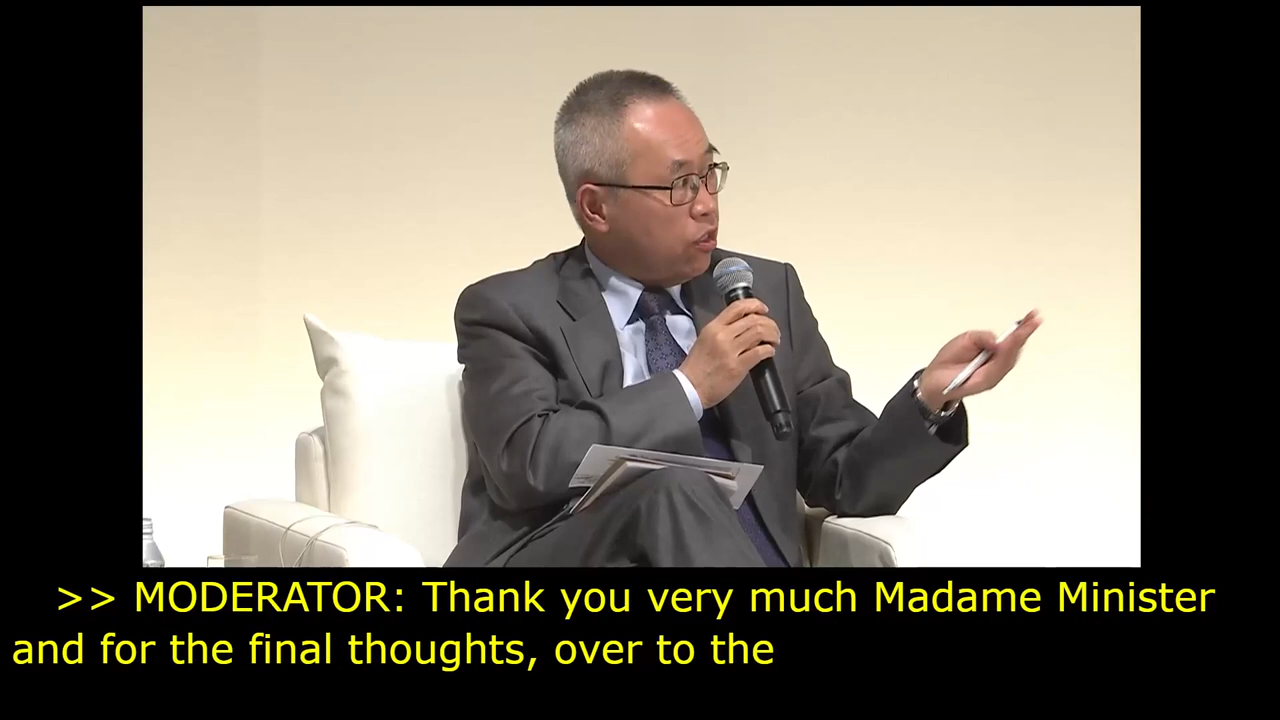 >> MODERATOR: Thank you very much Madame Minister
and for the final thoughts, over to the